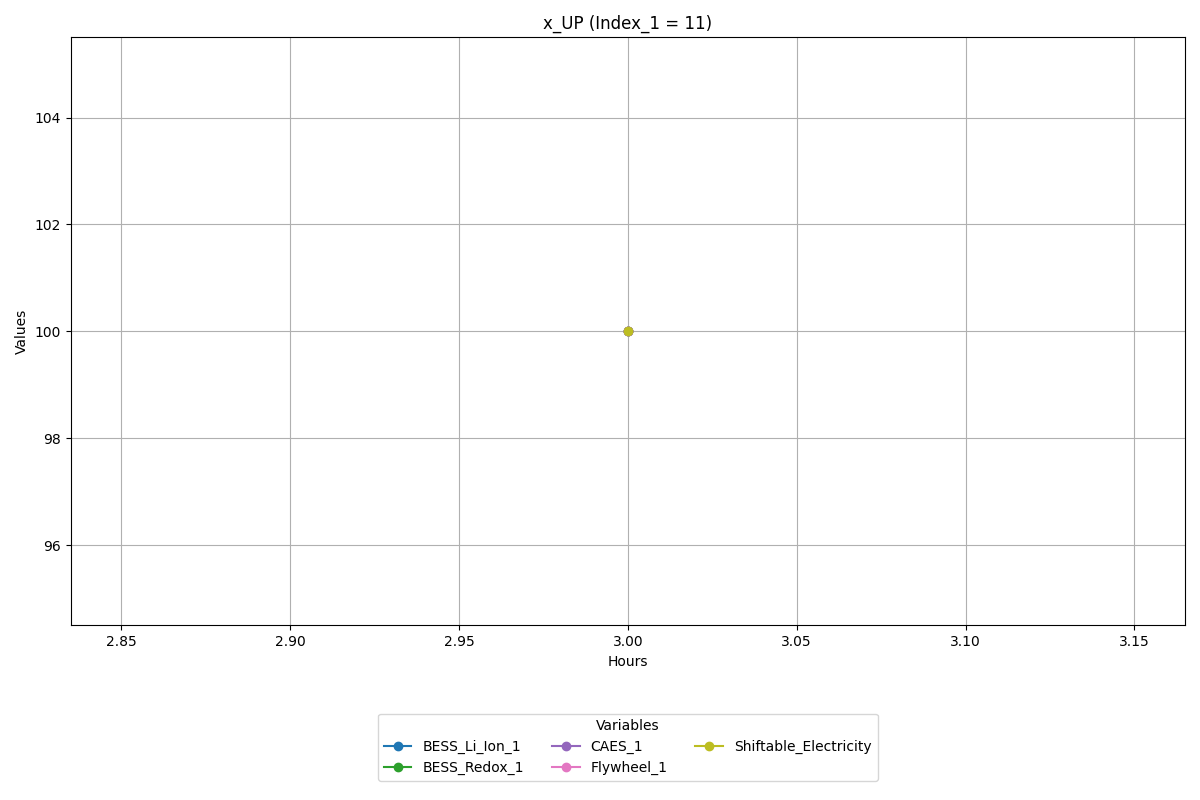 x_UP (Index_1 = 11)
Values
104
102
100
98
96
2.85 2.90 2.95 3.00 3.05 3.10 3.15
Hours
Variables
BESS_Li_Ion_1 CAES_1 Shiftable_Electricity
BESS_Redox_1 Flywheel_1